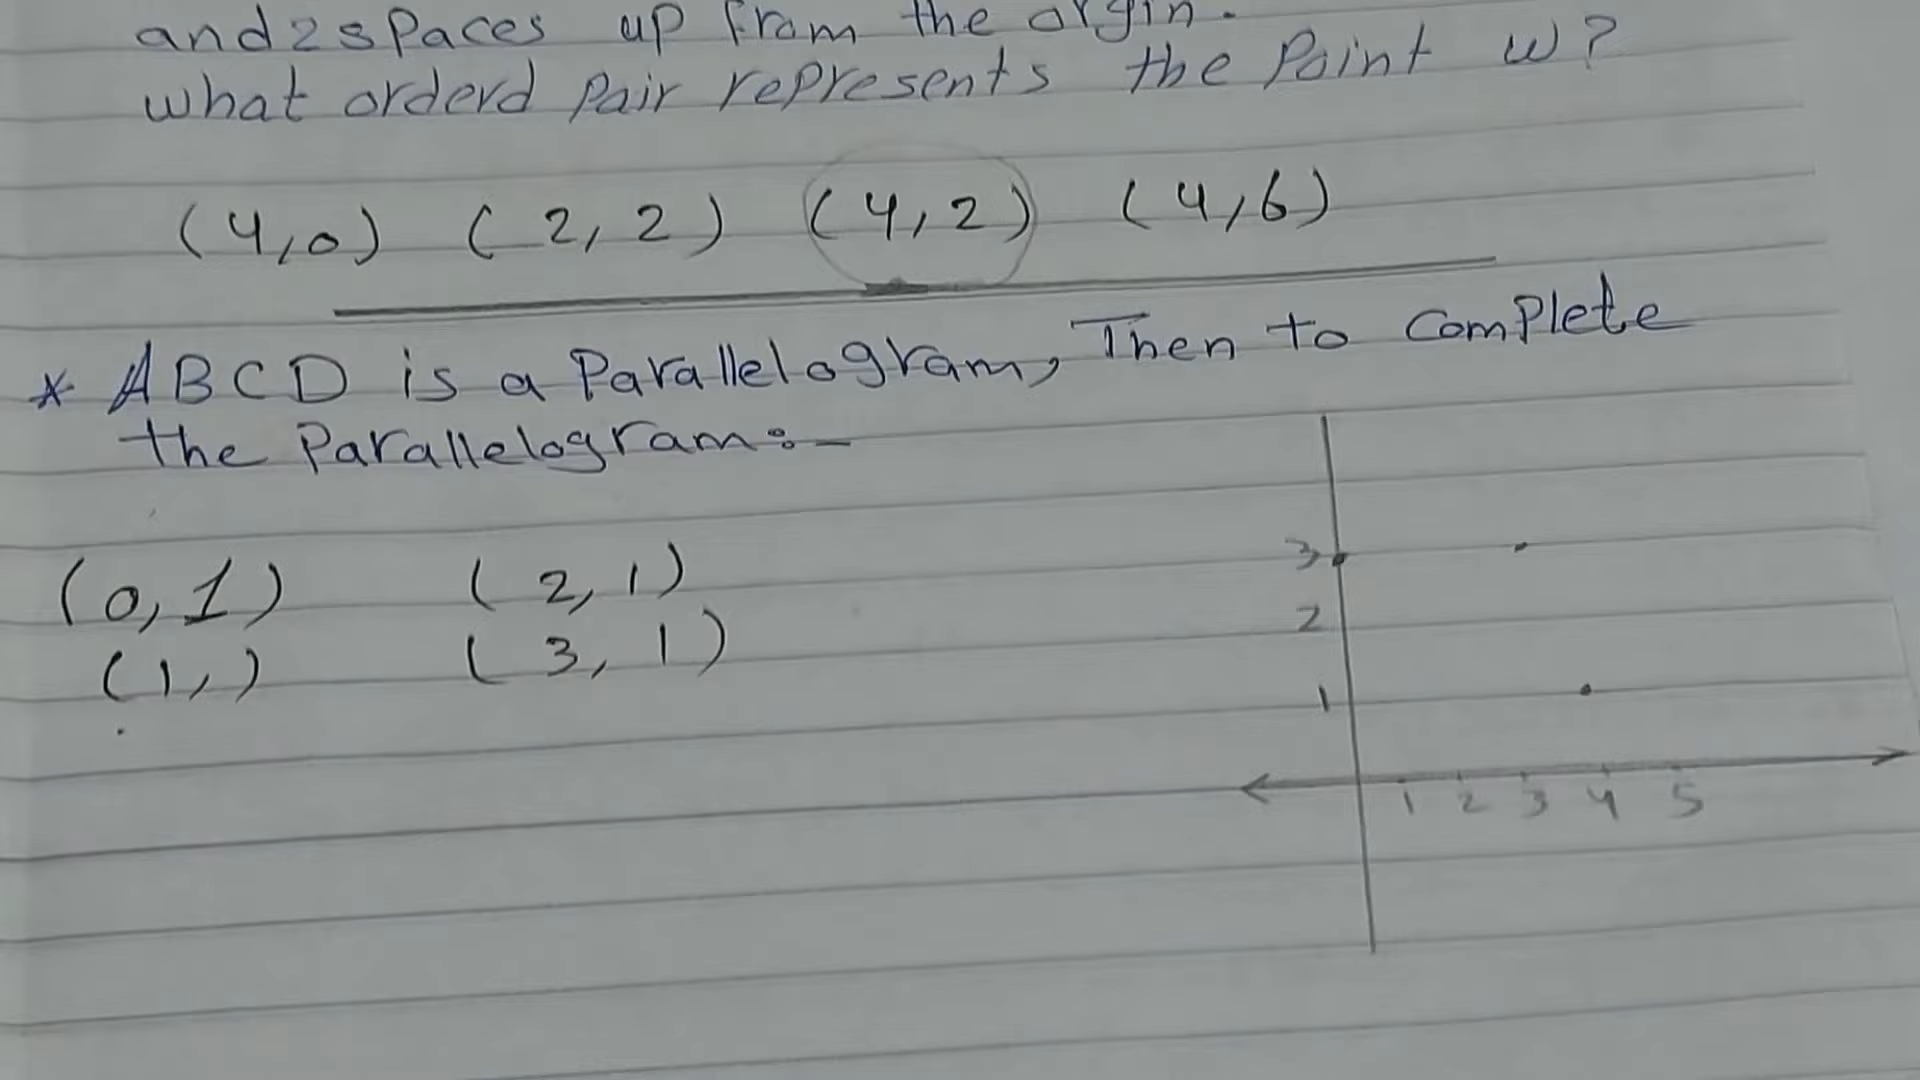 and 2 spaces up from the orgin.
what orderd pair represents the point w?
(4,0) (2,2) (4,2) (4,6)
* ABCD is a Parallelogram, Then to complete
the Parallelogram:-
(0,1) (2,1)
(1,) (3,1)
3
2
1
1 2 3 4 5